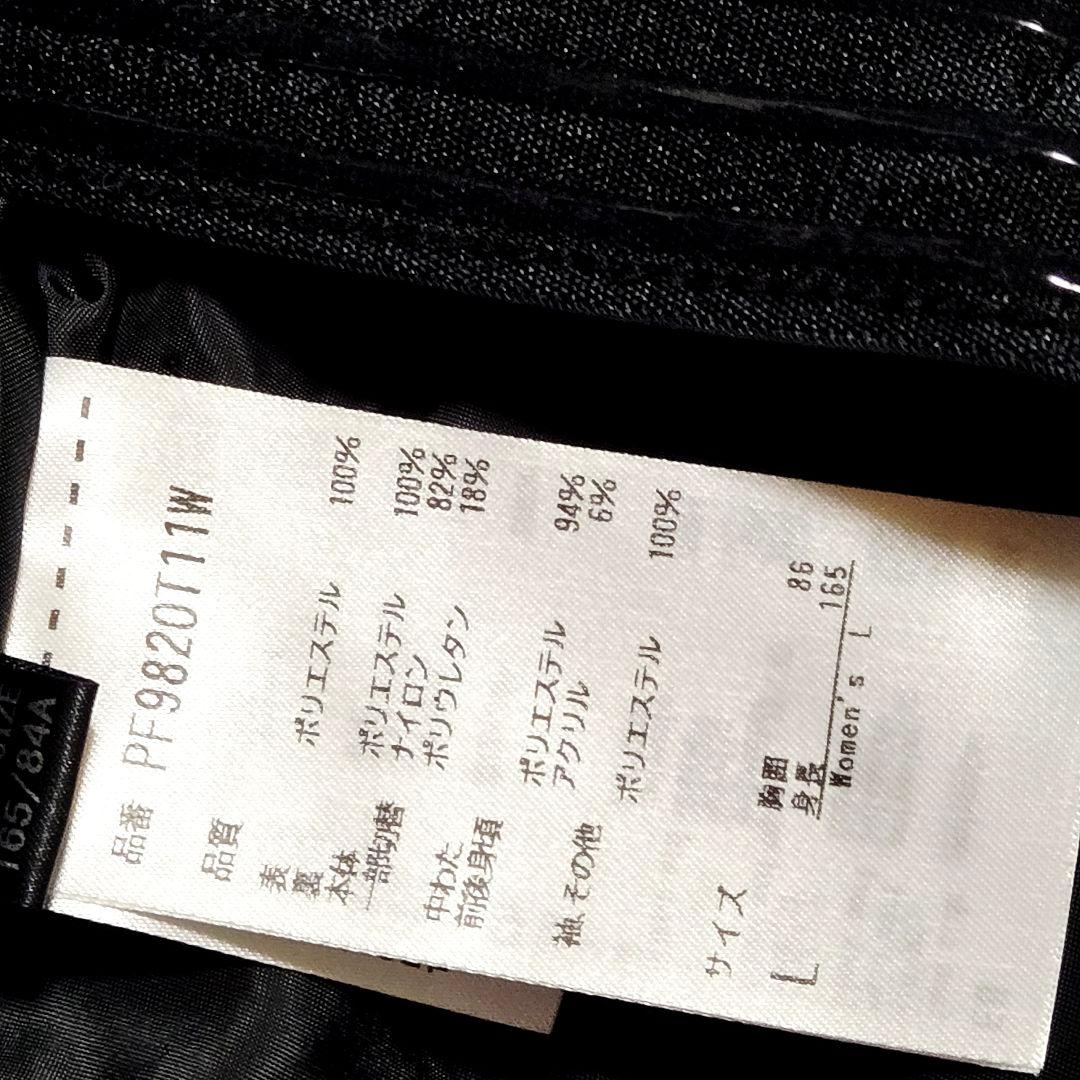 品番 PF9820T11W
品質
表 ポリエステル 100%
裏
本体 ポリエステル 100%
一部切替 ナイロン 82%
ポリウレタン 18%
中わた
前後身頃 ポリエステル 94%
アクリル 6%
袖、その他 ポリエステル 100%
サイズ
L
胸囲 86
身長 165
Women's L
SIZE
165/84A